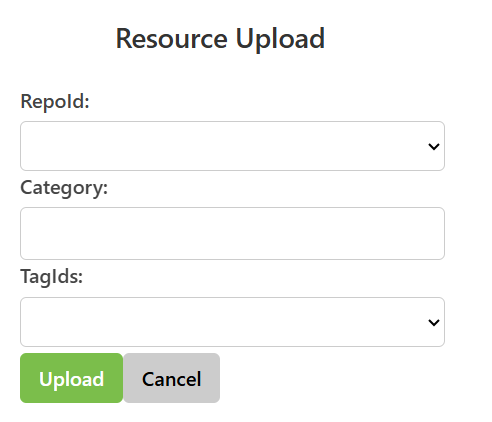 Resource Upload
RepoId:
Category:
TagIds:
Upload Cancel